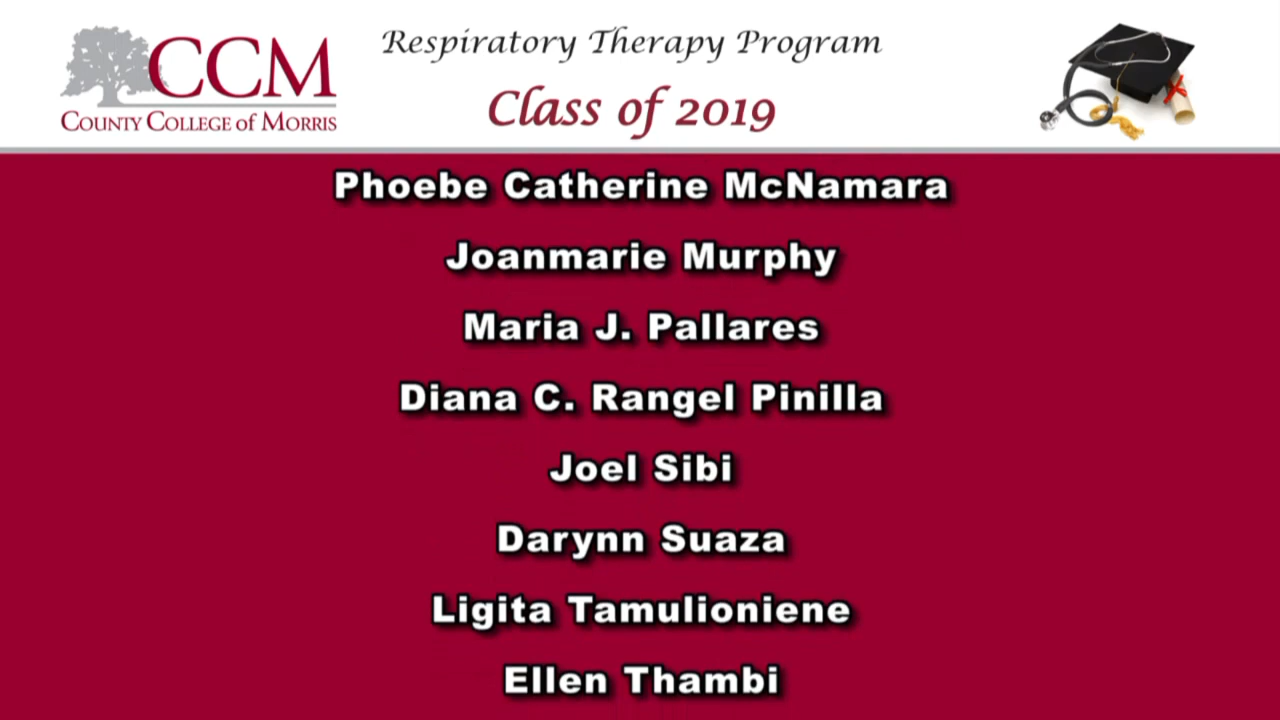 CCM
COUNTY COLLEGE of MORRIS
Respiratory Therapy Program
Class of 2019
Phoebe Catherine McNamara
Joanmarie Murphy
Maria J. Pallares
Diana C. Rangel Pinilla
Joel Sibi
Darynn Suaza
Ligita Tamulioniene
Ellen Thambi